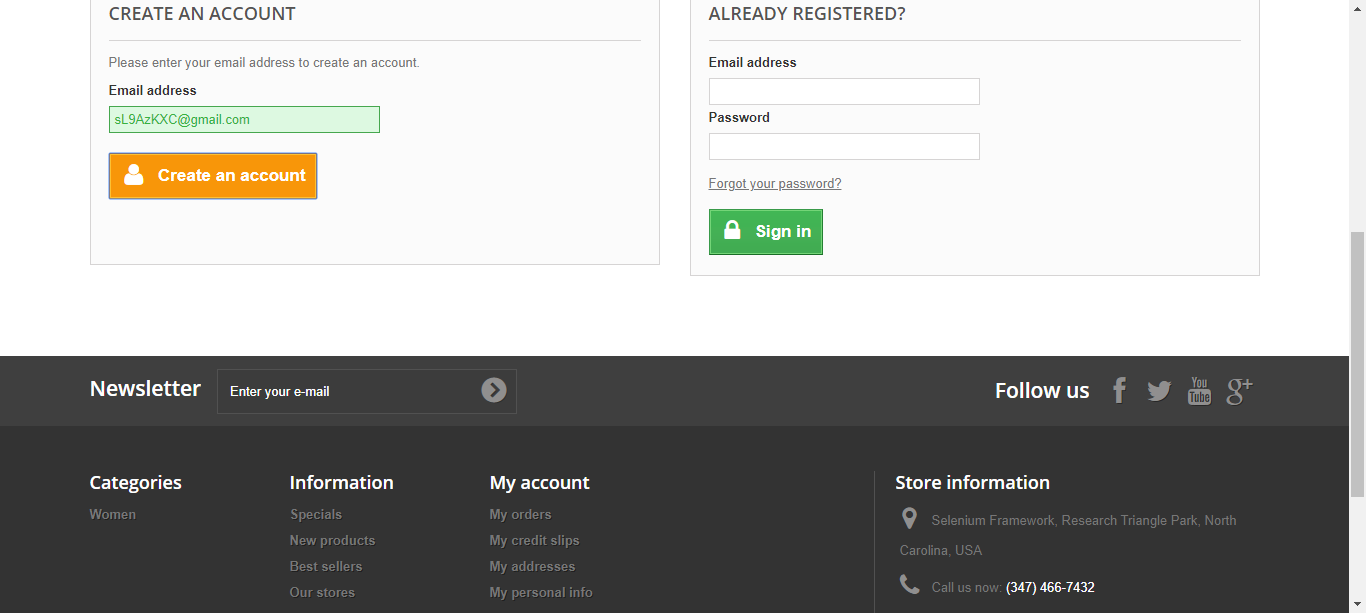 CREATE AN ACCOUNT
Please enter your email address to create an account.
Email address
sL9AzKXC@gmail.com
Create an account
ALREADY REGISTERED?
Email address
Password
Forgot your password?
Sign in
Newsletter
Enter your e-mail
Follow us
You
Tube
g+
Categories
Women
Information
Specials
New products
Best sellers
Our stores
My account
My orders
My credit slips
My addresses
My personal info
Store information
Selenium Framework, Research Triangle Park, North
Carolina, USA
Call us now: (347) 466-7432